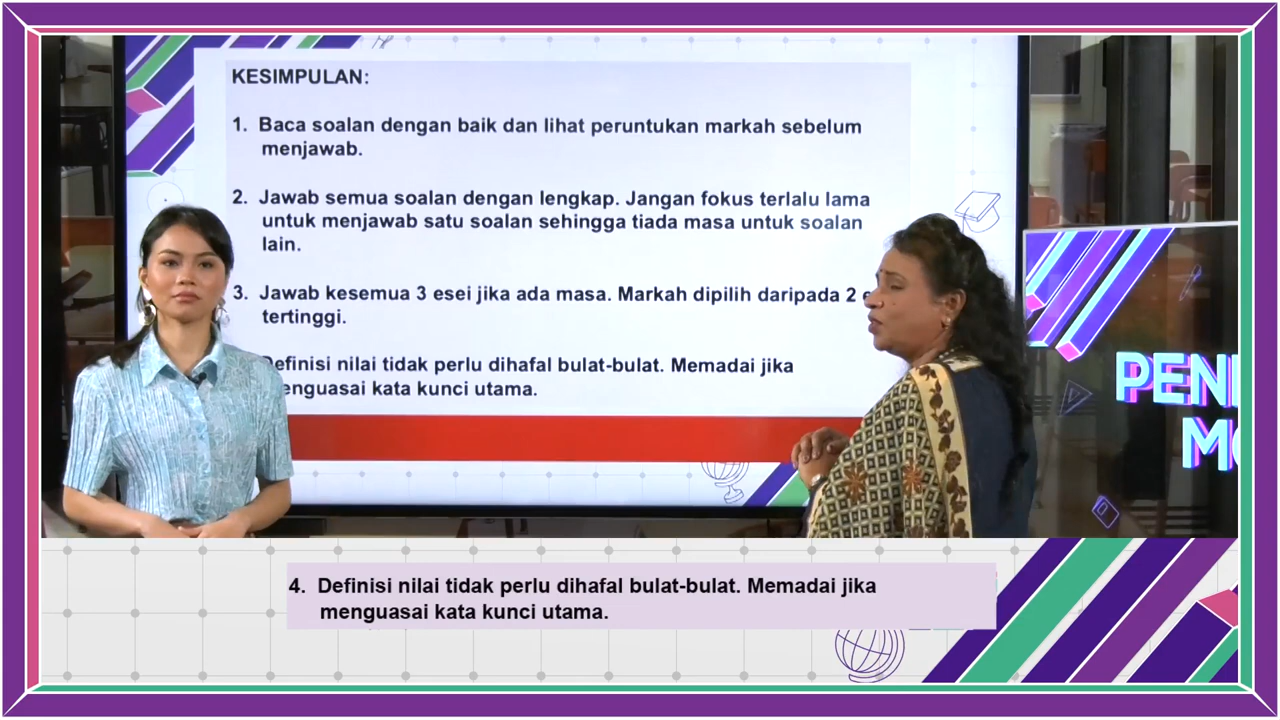 KESIMPULAN:
1. Baca soalan dengan baik dan lihat peruntukan markah sebelum
menjawab.
2. Jawab semua soalan dengan lengkap. Jangan fokus terlalu lama
untuk menjawab satu soalan sehingga tiada masa untuk soalan
lain.
3. Jawab kesemua 3 esei jika ada masa. Markah dipilih daripada 2
tertinggi.
Definisi nilai tidak perlu dihafal bulat-bulat. Memadai jika
menguasai kata kunci utama.
PEN
M
4. Definisi nilai tidak perlu dihafal bulat-bulat. Memadai jika
menguasai kata kunci utama.